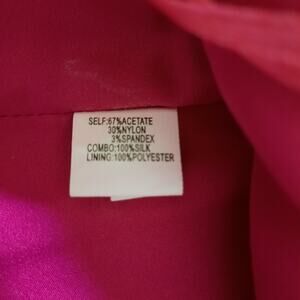 SELF:67%ACETATE
30%NYLON
3%SPANDEX
COMBO:100%SILK
LINING:100%POLYESTER